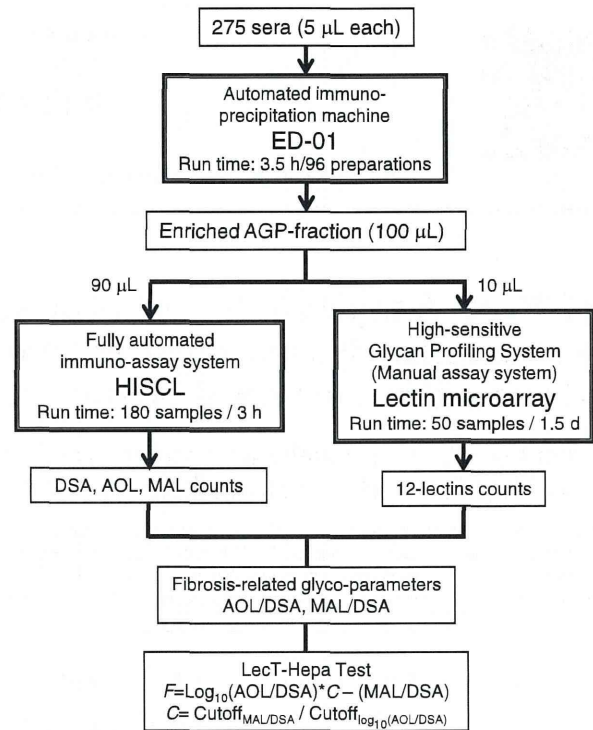 275 sera (5 μL each)
Automated immuno-
precipitation machine
ED-01
Run time: 3.5 h/96 preparations
Enriched AGP-fraction (100 μL)
90 μL
10 μL
Fully automated
immuno-assay system
HISCL
Run time: 180 samples / 3 h
High-sensitive
Glycan Profiling System
(Manual assay system)
Lectin microarray
Run time: 50 samples / 1.5 d
DSA, AOL, MAL counts
12-lectins counts
Fibrosis-related glyco-parameters
AOL/DSA, MAL/DSA
LecT-Hepa Test
F=Log10(AOL/DSA)*C – (MAL/DSA)
C= CutoffMAL/DSA / Cutofflog10(AOL/DSA)